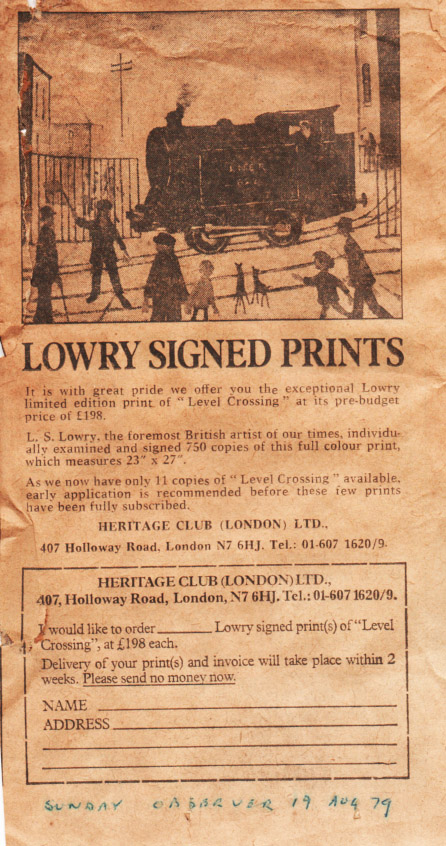 LOWRY SIGNED PRINTS
It is with great pride we offer you the exceptional Lowry
limited edition print of "Level Crossing" at its pre-budget
price of £198.
L. S. Lowry, the foremost British artist of our times, individu-
ally examined and signed 750 copies of this full colour print,
which measures 23" x 27".
As we now have only 11 copies of "Level Crossing" available,
early application is recommended before these few prints
have been fully subscribed.
HERITAGE CLUB (LONDON) LTD.,
407 Holloway Road, London N7 6HJ. Tel.: 01-607 1620/9.
HERITAGE CLUB (LONDON) LTD.,
407, Holloway Road, London, N7 6HJ. Tel.: 01-607 1620/9.
I would like to order Lowry signed print(s) of "Level
Crossing", at £198 each.
Delivery of your print(s) and invoice will take place within 2
weeks. Please send no money now.
NAME
ADDRESS
SUNDAY OBSERVER 19 AUG 79